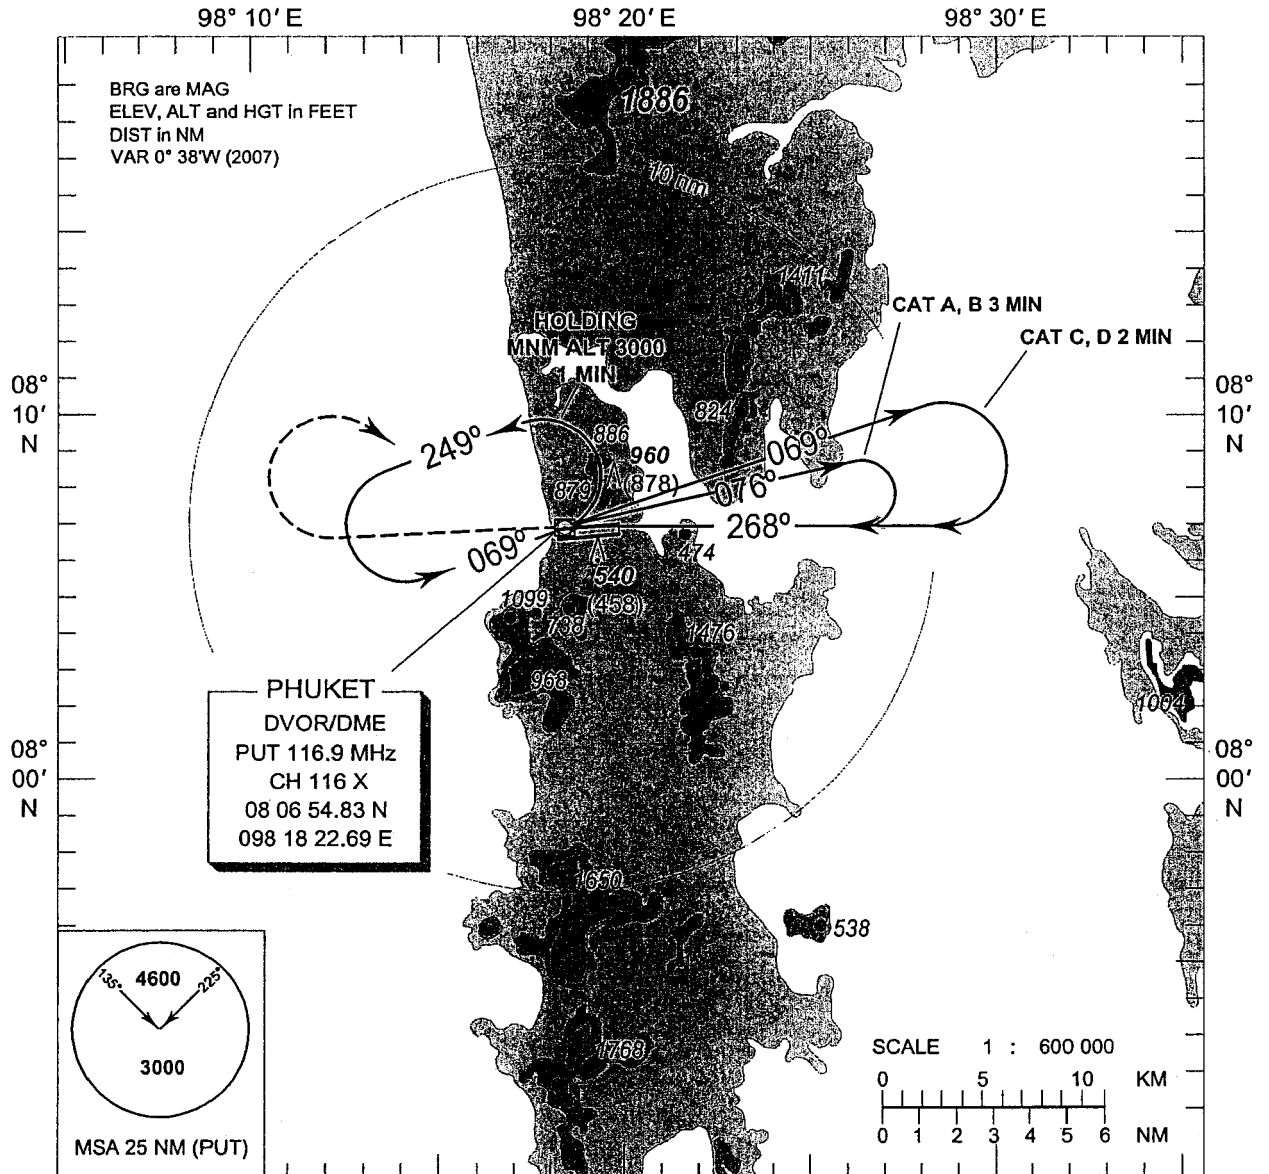 98° 10' E
98° 20' E
98° 30' E
BRG are MAG
ELEV, ALT and HGT in FEET
DIST in NM
VAR 0° 38'W (2007)
1886
10 nm
1411
CAT A, B 3 MIN
CAT C, D 2 MIN
HOLDING
MNM ALT 3000
1 MIN
08°
10'
N
08°
10'
N
824
886
960
(878)
879
249°
069°
076°
268°
069°
474
540
(458)
1099
738
1476
968
1004
PHUKET
DVOR/DME
PUT 116.9 MHz
CH 116 X
08 06 54.83 N
098 18 22.69 E
08°
00'
N
08°
00'
N
1650
538
1768
135°
4600
225°
3000
MSA 25 NM (PUT)
SCALE 1 : 600 000
0 5 10 KM
0 1 2 3 4 5 6 NM